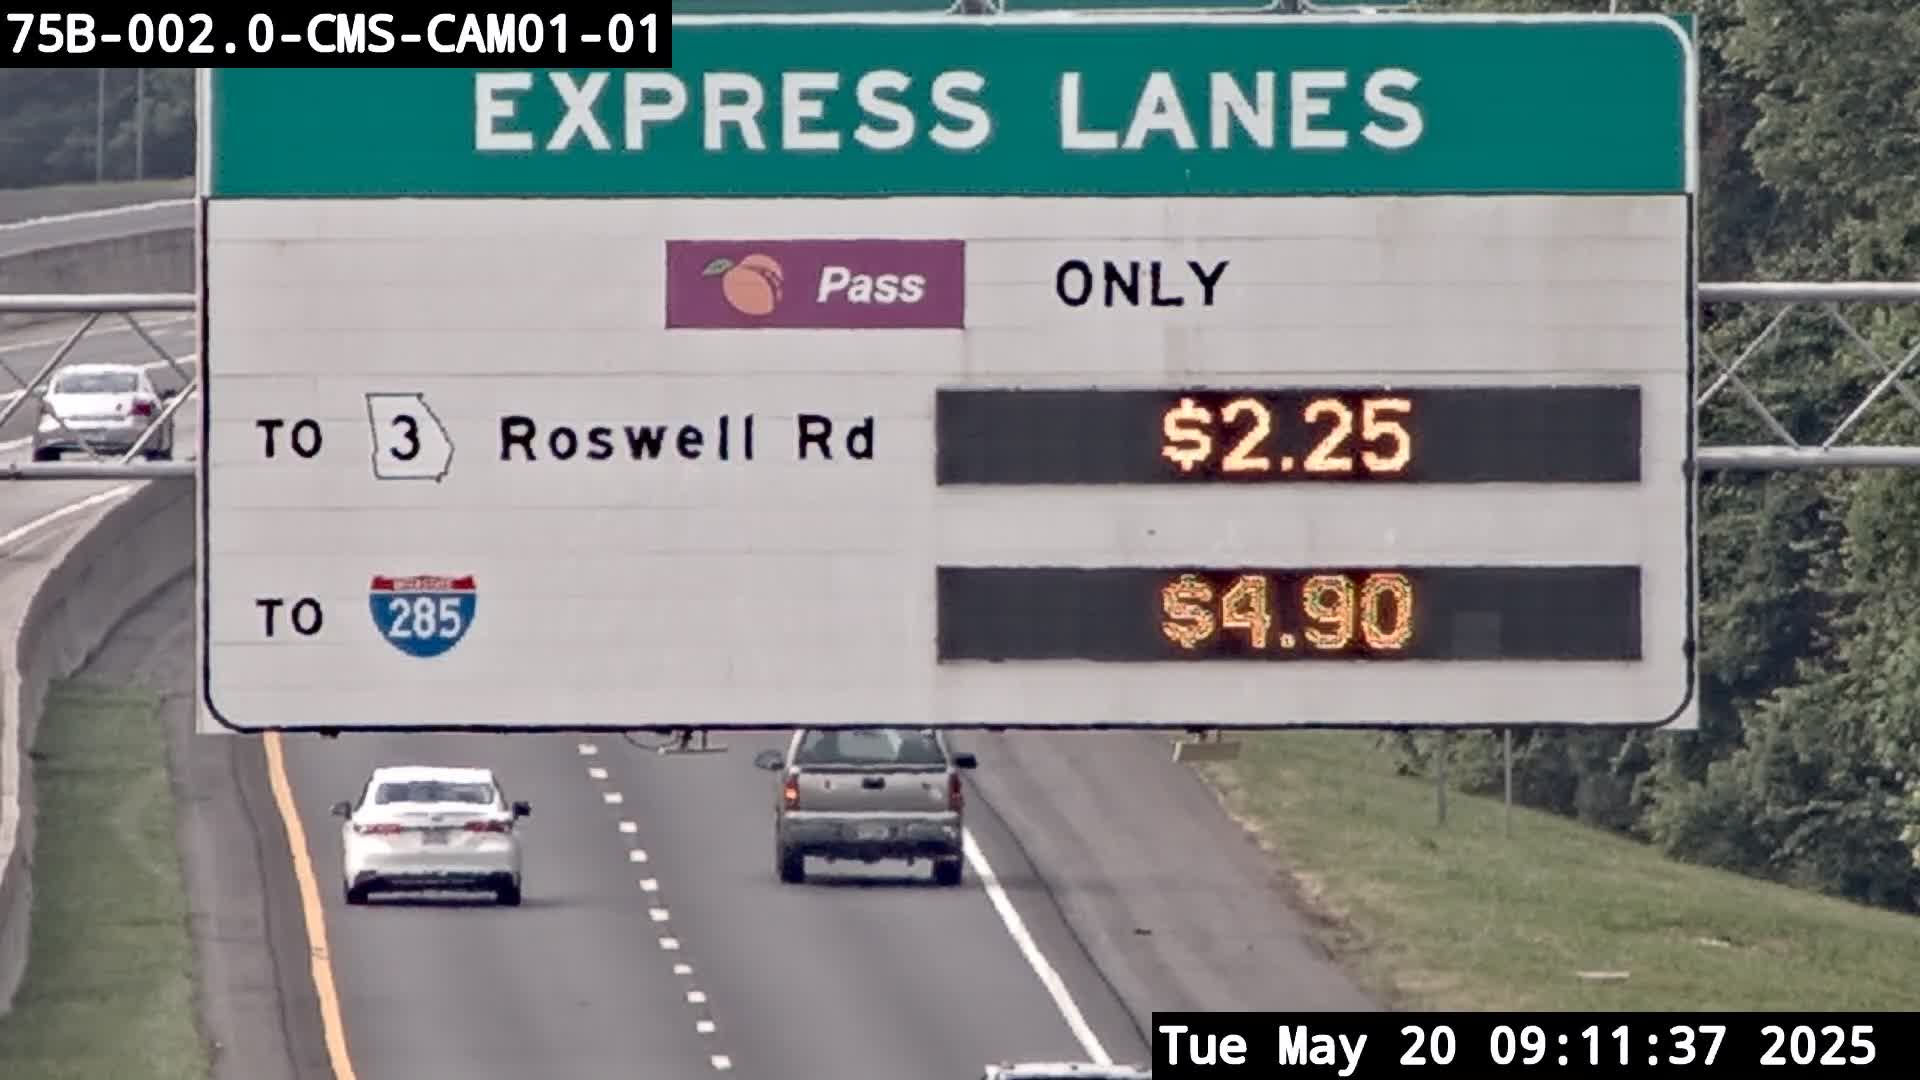 75B-002.0-CMS-CAM01-01
EXPRESS LANES
Pass ONLY
TO 3 Roswell Rd $2.25
INTERSTATE
TO 285 $4.90
Tue May 20 09:11:37 2025